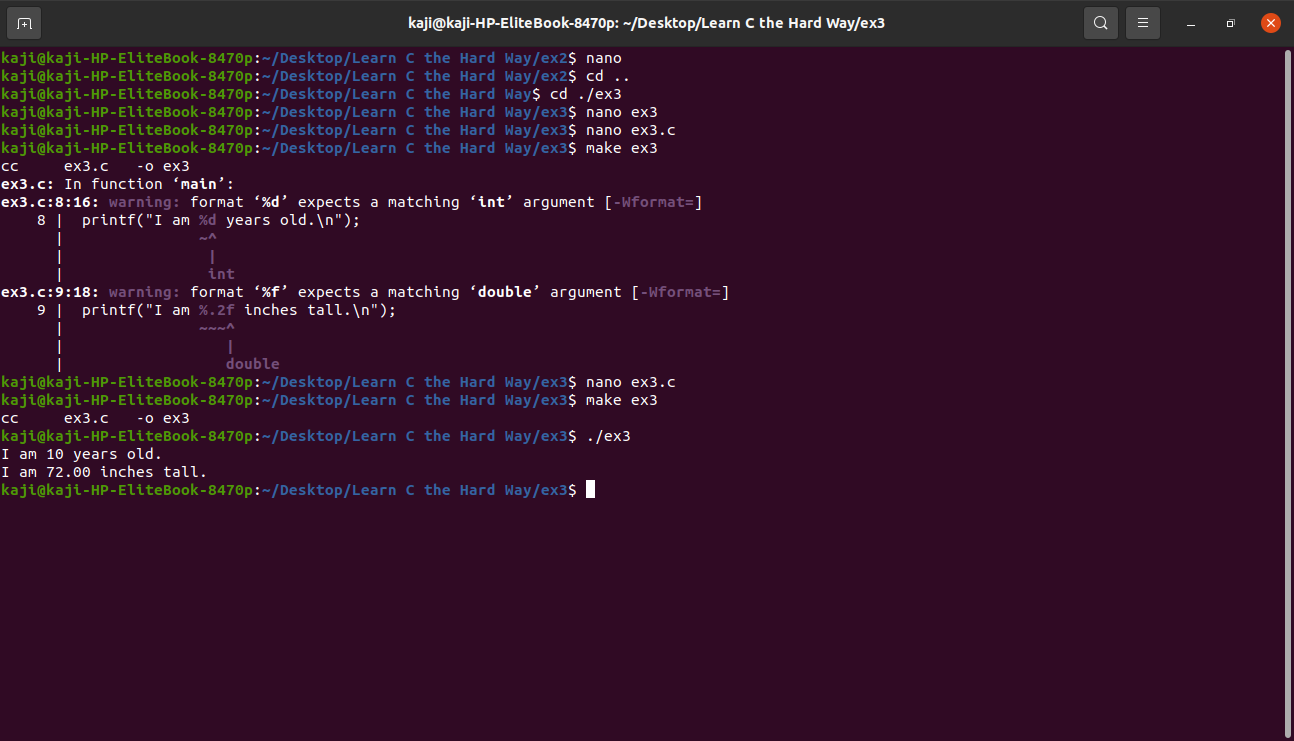 kaji@kaji-HP-EliteBook-8470p: ~/Desktop/Learn C the Hard Way/ex3
kaji@kaji-HP-EliteBook-8470p:~/Desktop/Learn C the Hard Way/ex2$ nano
kaji@kaji-HP-EliteBook-8470p:~/Desktop/Learn C the Hard Way/ex2$ cd ..
kaji@kaji-HP-EliteBook-8470p:~/Desktop/Learn C the Hard Way$ cd ./ex3
kaji@kaji-HP-EliteBook-8470p:~/Desktop/Learn C the Hard Way/ex3$ nano ex3
kaji@kaji-HP-EliteBook-8470p:~/Desktop/Learn C the Hard Way/ex3$ nano ex3.c
kaji@kaji-HP-EliteBook-8470p:~/Desktop/Learn C the Hard Way/ex3$ make ex3
cc     ex3.c   -o ex3
ex3.c: In function ‘main’:
ex3.c:8:16: warning: format ‘%d’ expects a matching ‘int’ argument [-Wformat=]
    8 |  printf("I am %d years old.\n");
      |               ~^
      |                |
      |                int
ex3.c:9:18: warning: format ‘%f’ expects a matching ‘double’ argument [-Wformat=]
    9 |  printf("I am %.2f inches tall.\n");
      |               ~~~^
      |                  |
      |                  double
kaji@kaji-HP-EliteBook-8470p:~/Desktop/Learn C the Hard Way/ex3$ nano ex3.c
kaji@kaji-HP-EliteBook-8470p:~/Desktop/Learn C the Hard Way/ex3$ make ex3
cc     ex3.c   -o ex3
kaji@kaji-HP-EliteBook-8470p:~/Desktop/Learn C the Hard Way/ex3$ ./ex3
I am 10 years old.
I am 72.00 inches tall.
kaji@kaji-HP-EliteBook-8470p:~/Desktop/Learn C the Hard Way/ex3$